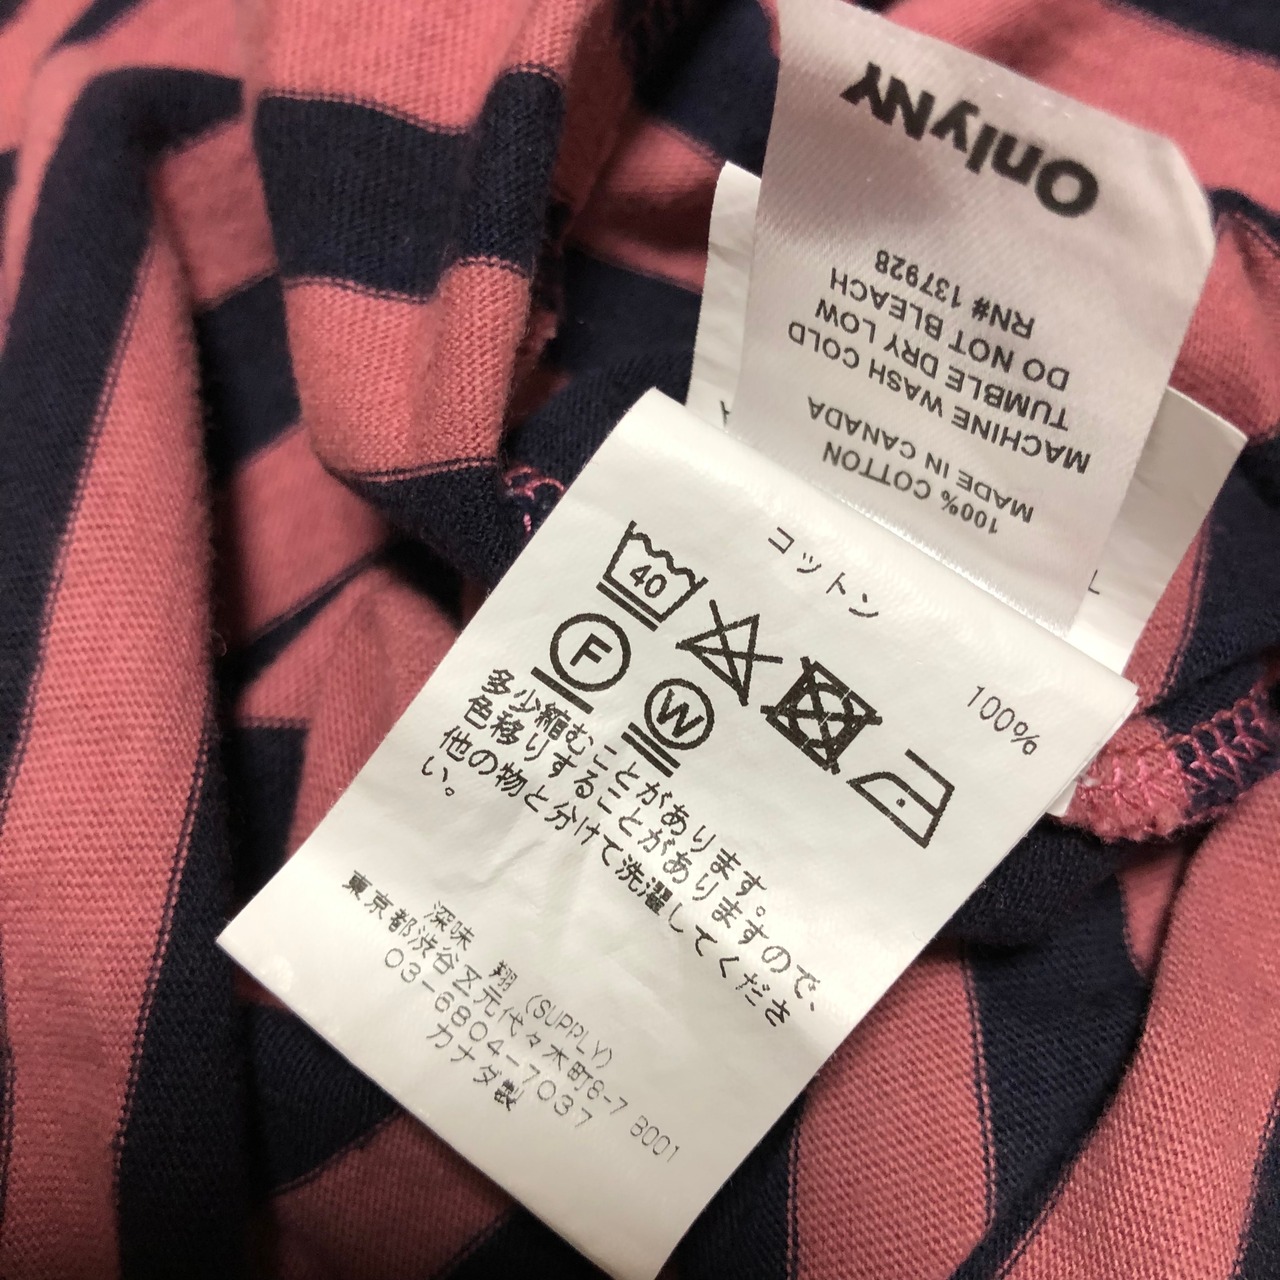 OnlyNY
RN# 137928
DO NOT BLEACH
TUMBLE DRY LOW
MACHINE WASH COLD
MADE IN CANADA
100% COTTON
コットン
100%
40
F
W
多少縮むことがあります。
色移りすることがありますので、
他の物と分けて洗濯してくださ
い。
深味 翔 (SUPPLY)
東京都渋谷区元代々木町8-7 B001
03-6804-7037
カナダ製